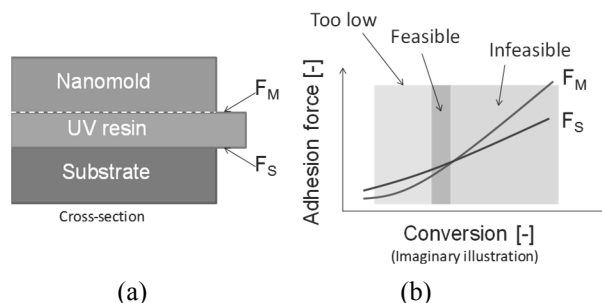 Nanomold
UV resin
Substrate
F_M
F_S
Cross-section
(a)
Too low
Feasible
Infeasible
F_M
F_S
Adhesion force [-]
Conversion [-]
(Imaginary illustration)
(b)